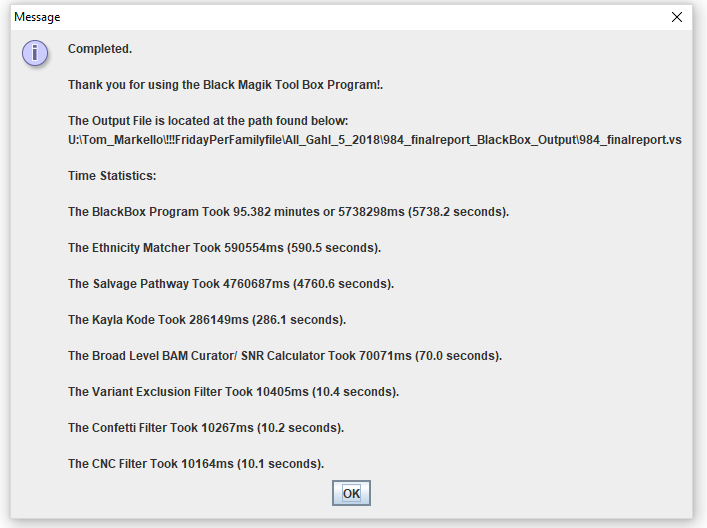 Message
Completed.
Thank you for using the Black Magik Tool Box Program!.
The Output File is located at the path found below:
U:\Tom_Markello\!!!FridayPerFamilyfile\All_Gahl_5_2018\984_finalreport_BlackBox_Output\984_finalreport.vs
Time Statistics:
The BlackBox Program Took 95.382 minutes or 5738298ms (5738.2 seconds).
The Ethnicity Matcher Took 590554ms (590.5 seconds).
The Salvage Pathway Took 4760687ms (4760.6 seconds).
The Kayla Kode Took 286149ms (286.1 seconds).
The Broad Level BAM Curator/ SNR Calculator Took 70071ms (70.0 seconds).
The Variant Exclusion Filter Took 10405ms (10.4 seconds).
The Confetti Filter Took 10267ms (10.2 seconds).
The CNC Filter Took 10164ms (10.1 seconds).
OK